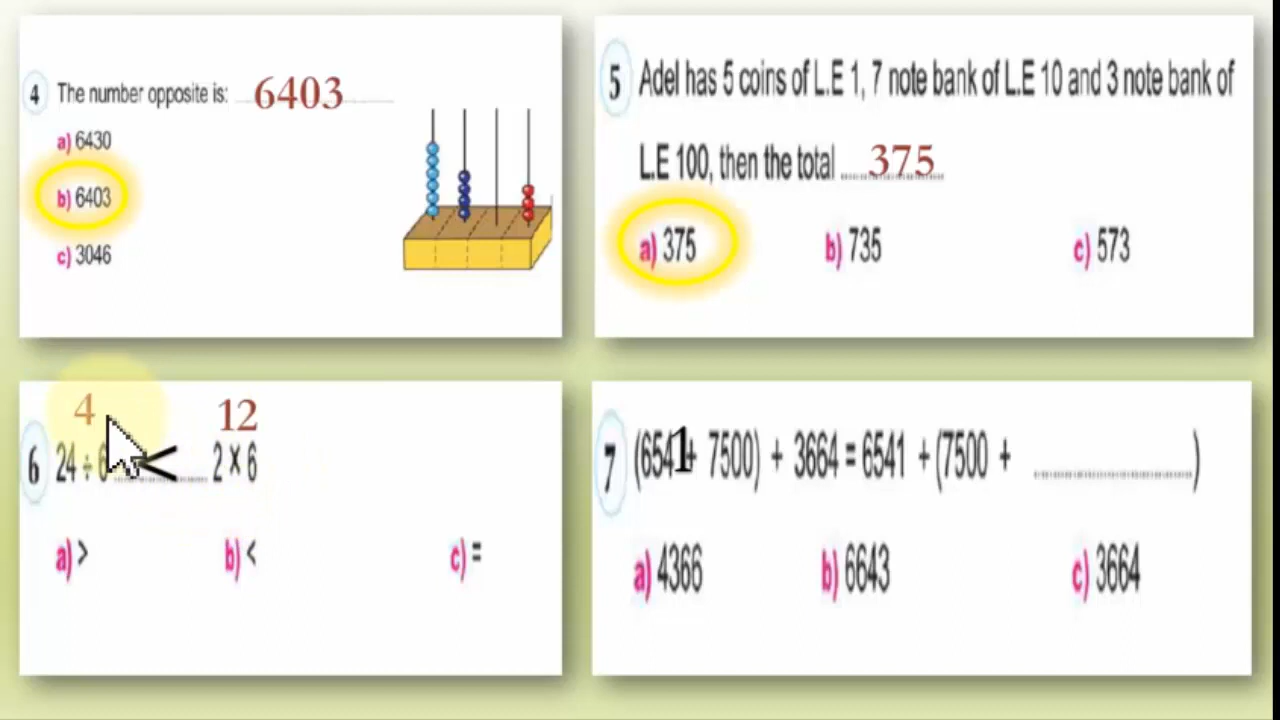 4 The number opposite is: 6403
a) 6430
b) 6403
c) 3046
5 Adel has 5 coins of L.E 1, 7 note bank of L.E 10 and 3 note bank of
L.E 100, then the total 375
a) 375 b) 735 c) 573
4 12
6 24 ÷ 6 < 2 × 6
a) > b) < c) =
7 (6541 + 7500) + 3664 = 6541 + (7500 + ............)
a) 4366 b) 6643 c) 3664